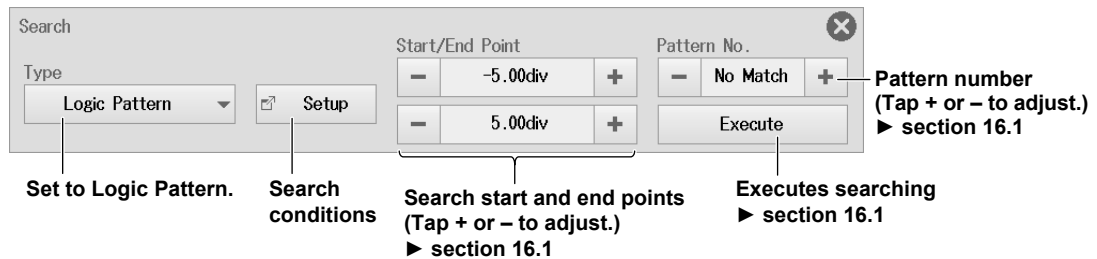 Search
Start/End Point
Pattern No.
Type
− -5.00div +
− No Match +
Logic Pattern
Setup
− 5.00div +
Execute
Pattern number
(Tap + or – to adjust.)
► section 16.1
Set to Logic Pattern.
Search
conditions
Search start and end points
(Tap + or – to adjust.)
► section 16.1
Executes searching
► section 16.1